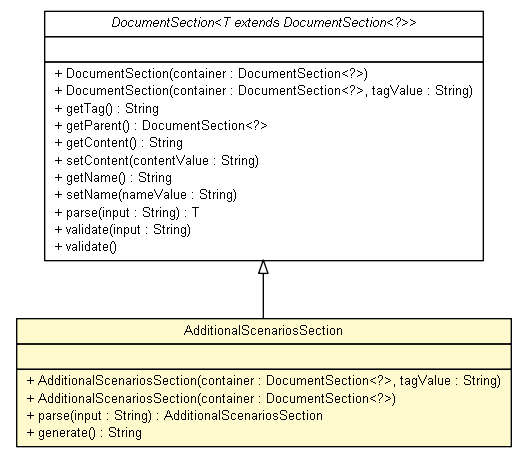 DocumentSection<T extends DocumentSection<?>>
+ DocumentSection(container : DocumentSection<?>)
+ DocumentSection(container : DocumentSection<?>, tagValue : String)
+ getTag() : String
+ getParent() : DocumentSection<?>
+ getContent() : String
+ setContent(contentValue : String)
+ getName() : String
+ setName(nameValue : String)
+ parse(input : String) : T
+ validate(input : String)
+ validate()
AdditionalScenariosSection
+ AdditionalScenariosSection(container : DocumentSection<?>, tagValue : String)
+ AdditionalScenariosSection(container : DocumentSection<?>)
+ parse(input : String) : AdditionalScenariosSection
+ generate() : String